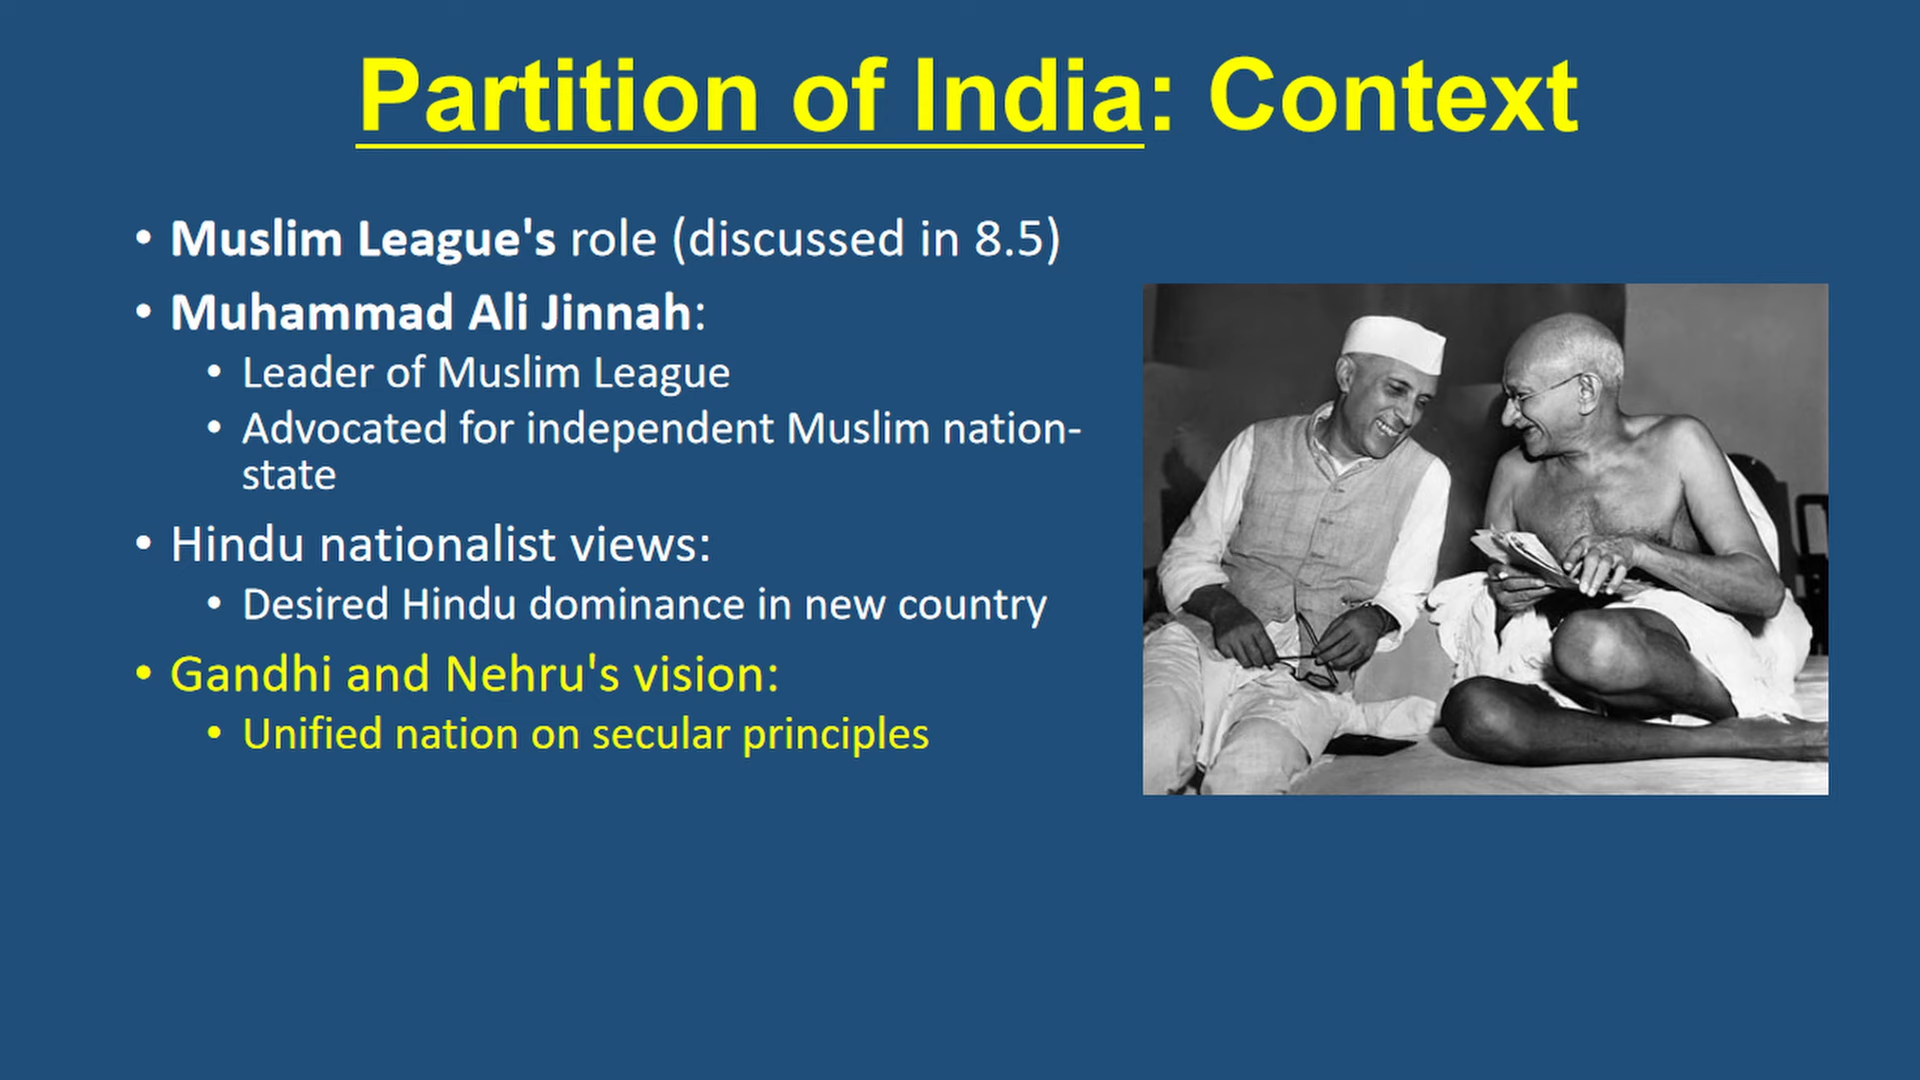 Partition of India: Context
• Muslim League's role (discussed in 8.5)
• Muhammad Ali Jinnah:
• Leader of Muslim League
• Advocated for independent Muslim nation-
state
• Hindu nationalist views:
• Desired Hindu dominance in new country
• Gandhi and Nehru's vision:
• Unified nation on secular principles